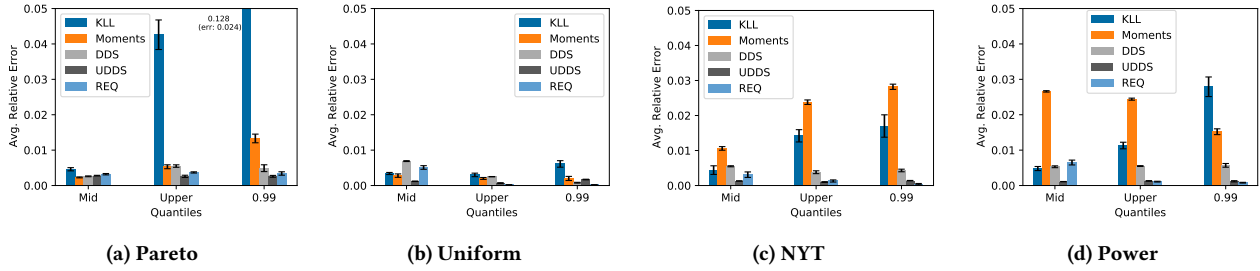 0.05
0.04
0.03
0.02
0.01
0.00
Avg. Relative Error
KLL
Moments
DDS
UDDS
REQ
0.128
(err: 0.024)
Mid Upper 0.99
Quantiles
(a) Pareto
0.05
0.04
0.03
0.02
0.01
0.00
Avg. Relative Error
KLL
Moments
DDS
UDDS
REQ
Mid Upper 0.99
Quantiles
(b) Uniform
0.05
0.04
0.03
0.02
0.01
0.00
Avg. Relative Error
KLL
Moments
DDS
UDDS
REQ
Mid Upper 0.99
Quantiles
(c) NYT
0.05
0.04
0.03
0.02
0.01
0.00
Avg. Relative Error
KLL
Moments
DDS
UDDS
REQ
Mid Upper 0.99
Quantiles
(d) Power